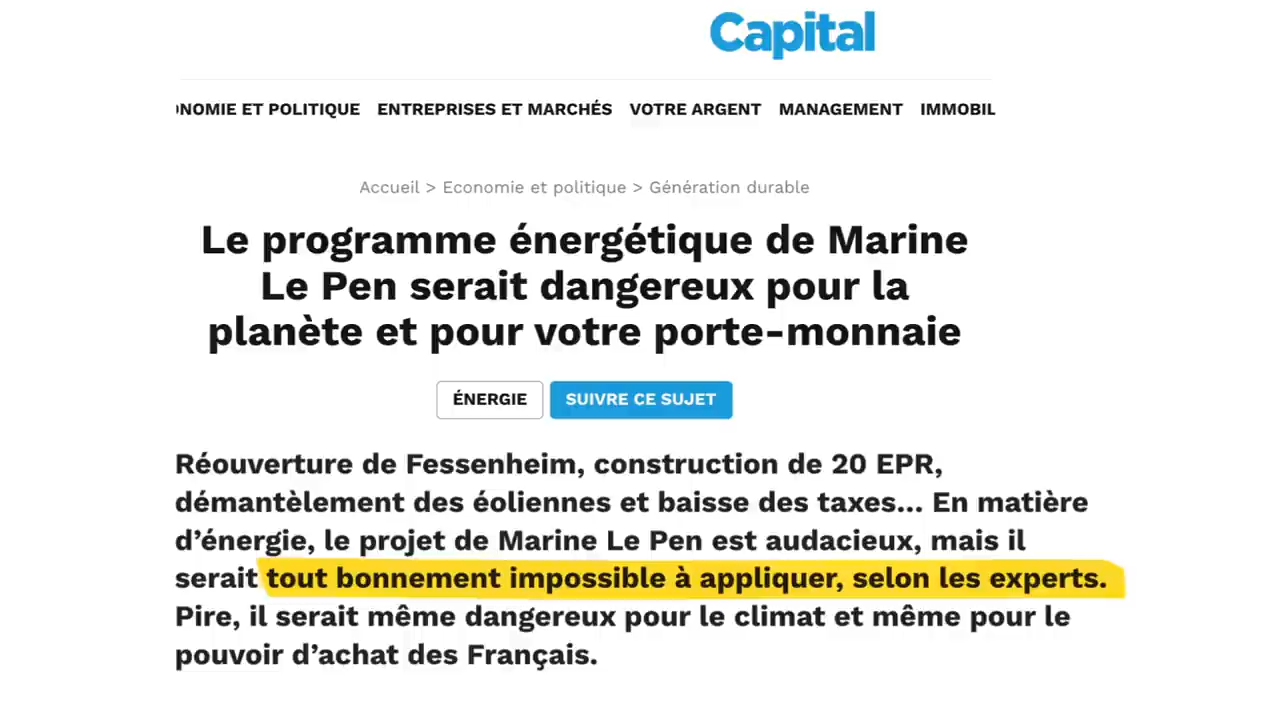 Capital
ONOMIE ET POLITIQUE ENTREPRISES ET MARCHÉS VOTRE ARGENT MANAGEMENT IMMOBIL
Accueil > Economie et politique > Génération durable
Le programme énergétique de Marine
Le Pen serait dangereux pour la
planète et pour votre porte-monnaie
ÉNERGIE SUIVRE CE SUJET
Réouverture de Fessenheim, construction de 20 EPR,
démantèlement des éoliennes et baisse des taxes… En matière
d’énergie, le projet de Marine Le Pen est audacieux, mais il
serait tout bonnement impossible à appliquer, selon les experts.
Pire, il serait même dangereux pour le climat et même pour le
pouvoir d’achat des Français.